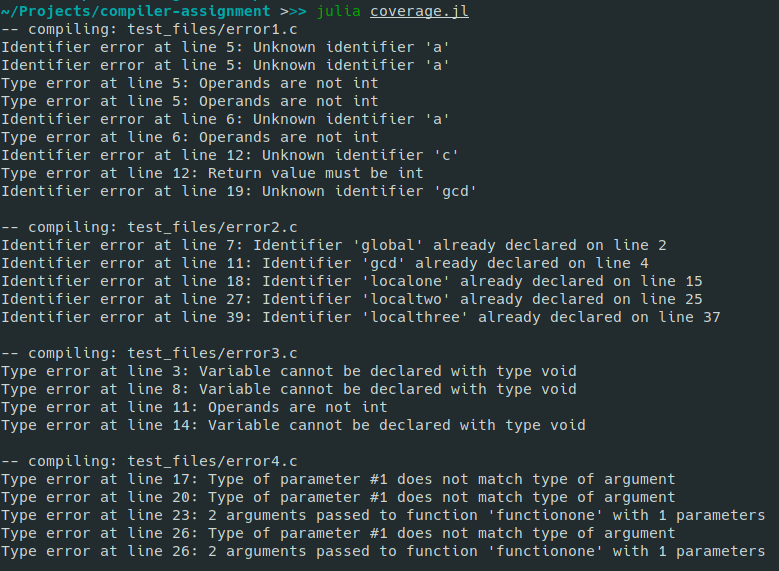 ~/Projects/compiler-assignment >>> julia coverage.jl
-- compiling: test_files/error1.c
Identifier error at line 5: Unknown identifier 'a'
Identifier error at line 5: Unknown identifier 'a'
Type error at line 5: Operands are not int
Type error at line 5: Operands are not int
Identifier error at line 6: Unknown identifier 'a'
Type error at line 6: Operands are not int
Identifier error at line 12: Unknown identifier 'c'
Type error at line 12: Return value must be int
Identifier error at line 19: Unknown identifier 'gcd'
-- compiling: test_files/error2.c
Identifier error at line 7: Identifier 'global' already declared on line 2
Identifier error at line 11: Identifier 'gcd' already declared on line 4
Identifier error at line 18: Identifier 'localone' already declared on line 15
Identifier error at line 27: Identifier 'localtwo' already declared on line 25
Identifier error at line 39: Identifier 'localthree' already declared on line 37
-- compiling: test_files/error3.c
Type error at line 3: Variable cannot be declared with type void
Type error at line 8: Variable cannot be declared with type void
Type error at line 11: Operands are not int
Type error at line 14: Variable cannot be declared with type void
-- compiling: test_files/error4.c
Type error at line 17: Type of parameter #1 does not match type of argument
Type error at line 20: Type of parameter #1 does not match type of argument
Type error at line 23: 2 arguments passed to function 'functionone' with 1 parameters
Type error at line 26: Type of parameter #1 does not match type of argument
Type error at line 26: 2 arguments passed to function 'functionone' with 1 parameters